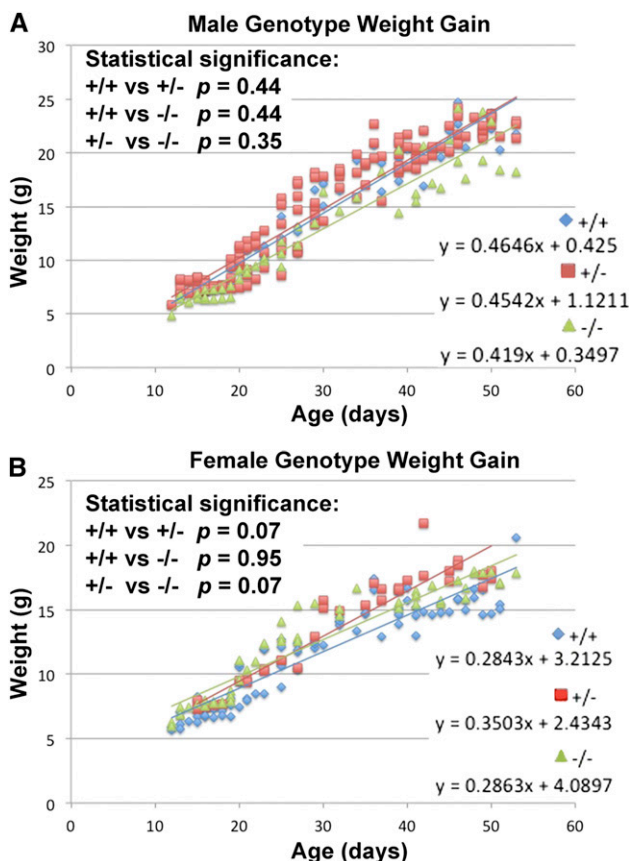 A
Male Genotype Weight Gain
30
25
20
15
10
5
0
Weight (g)
Statistical significance:
+/+ vs +/- p = 0.44
+/+ vs -/- p = 0.44
+/- vs -/- p = 0.35
+/+
y = 0.4646x + 0.425
+/-
y = 0.4542x + 1.1211
-/-
y = 0.419x + 0.3497
0 10 20 30 40 50 60
Age (days)
B
Female Genotype Weight Gain
25
20
15
10
5
0
Weight (g)
Statistical significance:
+/+ vs +/- p = 0.07
+/+ vs -/- p = 0.95
+/- vs -/- p = 0.07
+/+
y = 0.2843x + 3.2125
+/-
y = 0.3503x + 2.4343
-/-
y = 0.2863x + 4.0897
0 10 20 30 40 50 60
Age (days)